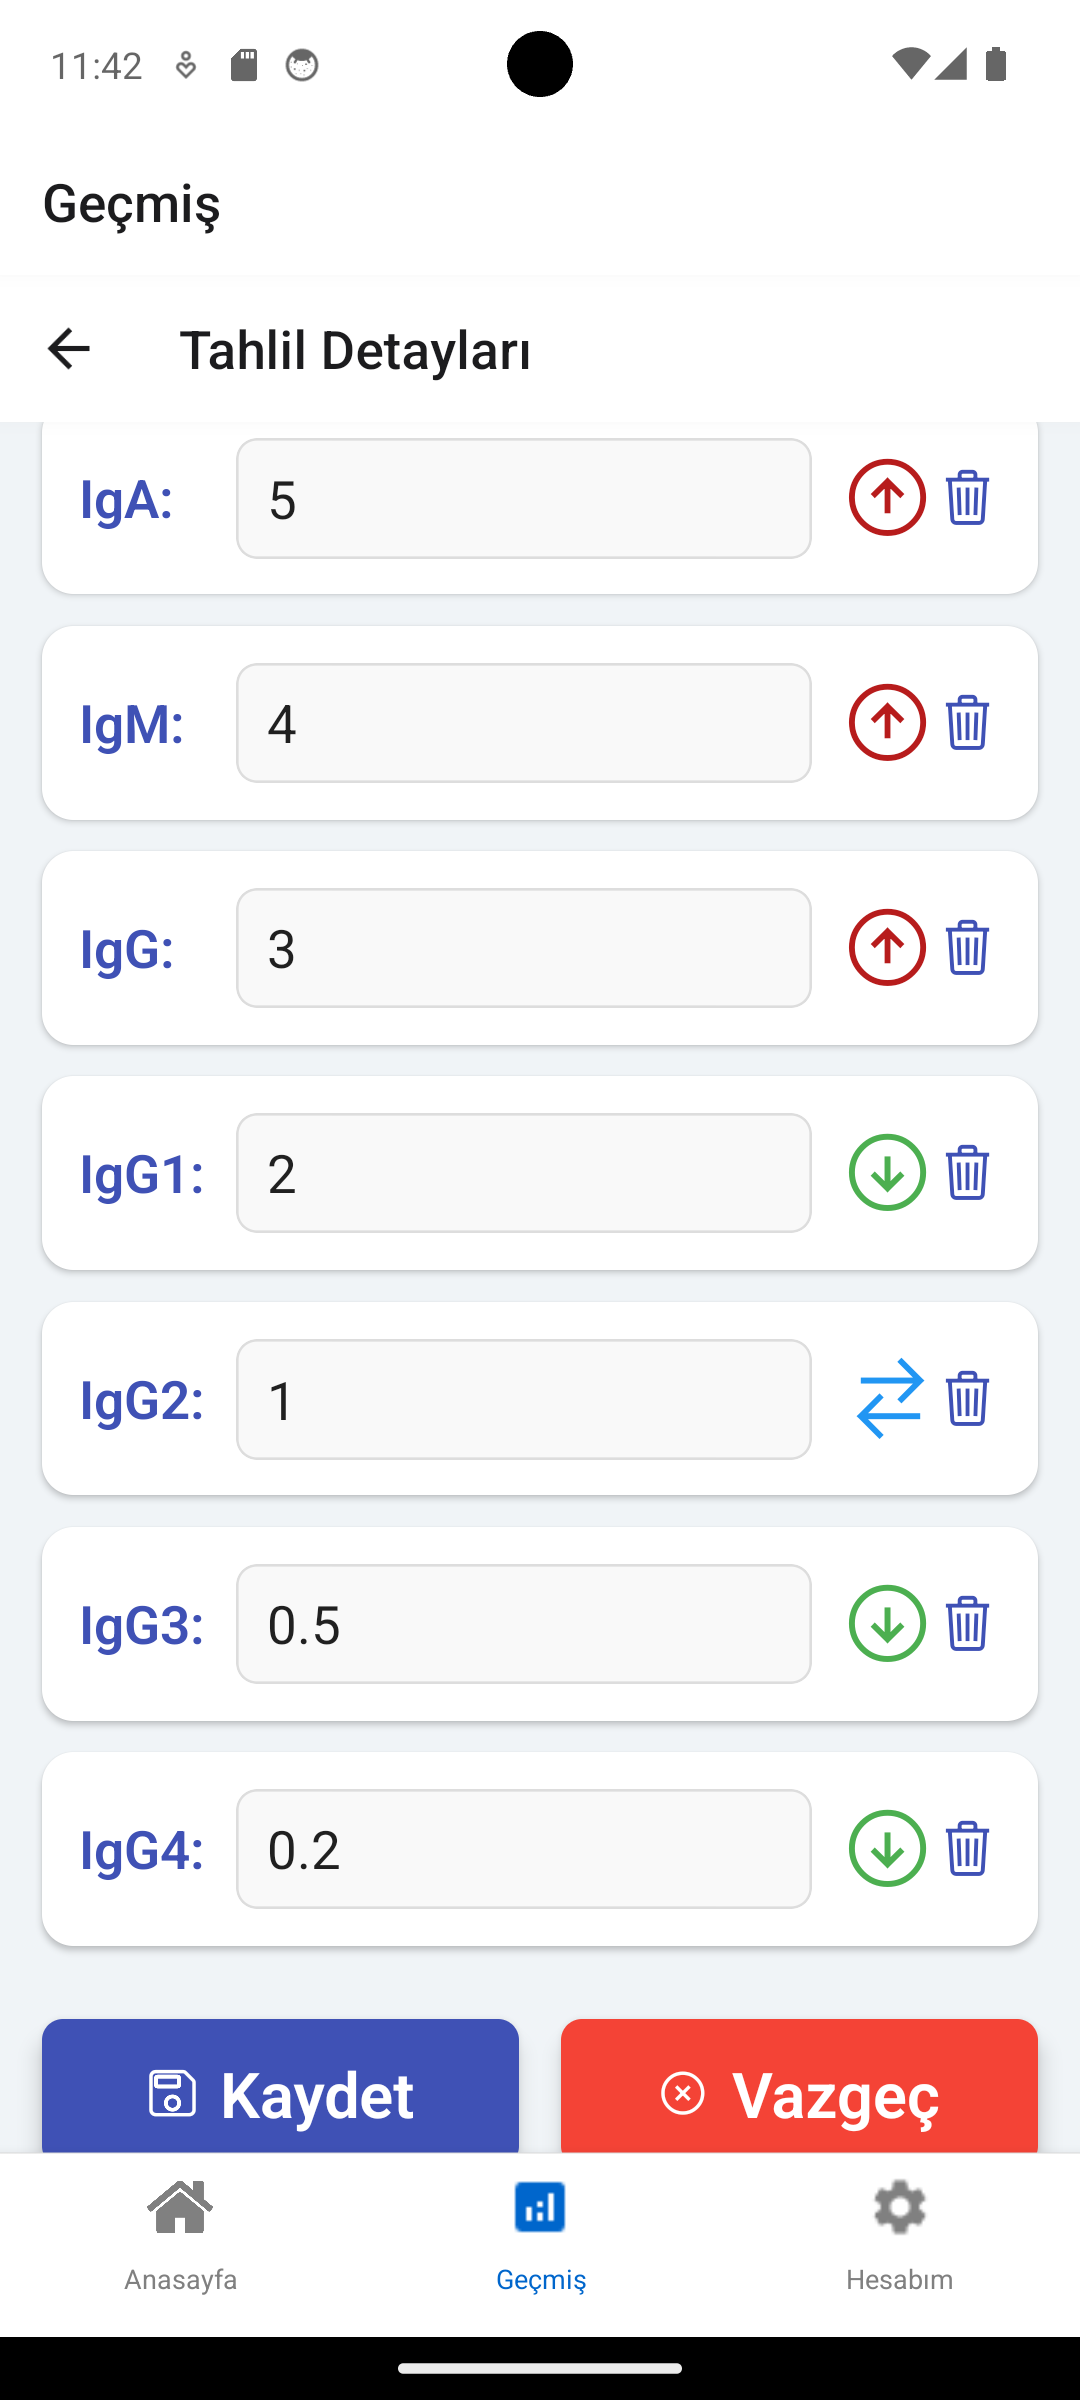 11:42
Geçmiş
Tahlil Detayları
IgA: 5
IgM: 4
IgG: 3
IgG1: 2
IgG2: 1
IgG3: 0.5
IgG4: 0.2
Kaydet Vazgeç
Anasayfa Geçmiş Hesabım